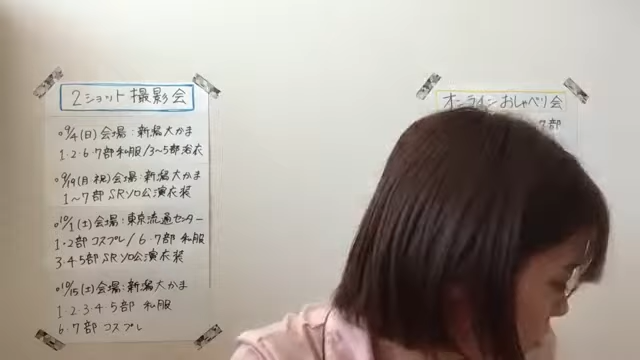 2ショット撮影会
○9/4(日)会場:新潟大かま
1・2・6・7部私服/3〜5部浴衣
○9/19(月・祝)会場:新潟大かま
1〜7部 SRソロ公演衣装
○10/1(土)会場:東京流通センター
1・2部 コスプレ/6・7部 私服
3・4・5部 SRソロ公演衣装
○10/15(土)会場:新潟大かま
1・2・3・4・5部 私服
6・7部 コスプレ
オンラインおしゃべり会
7部